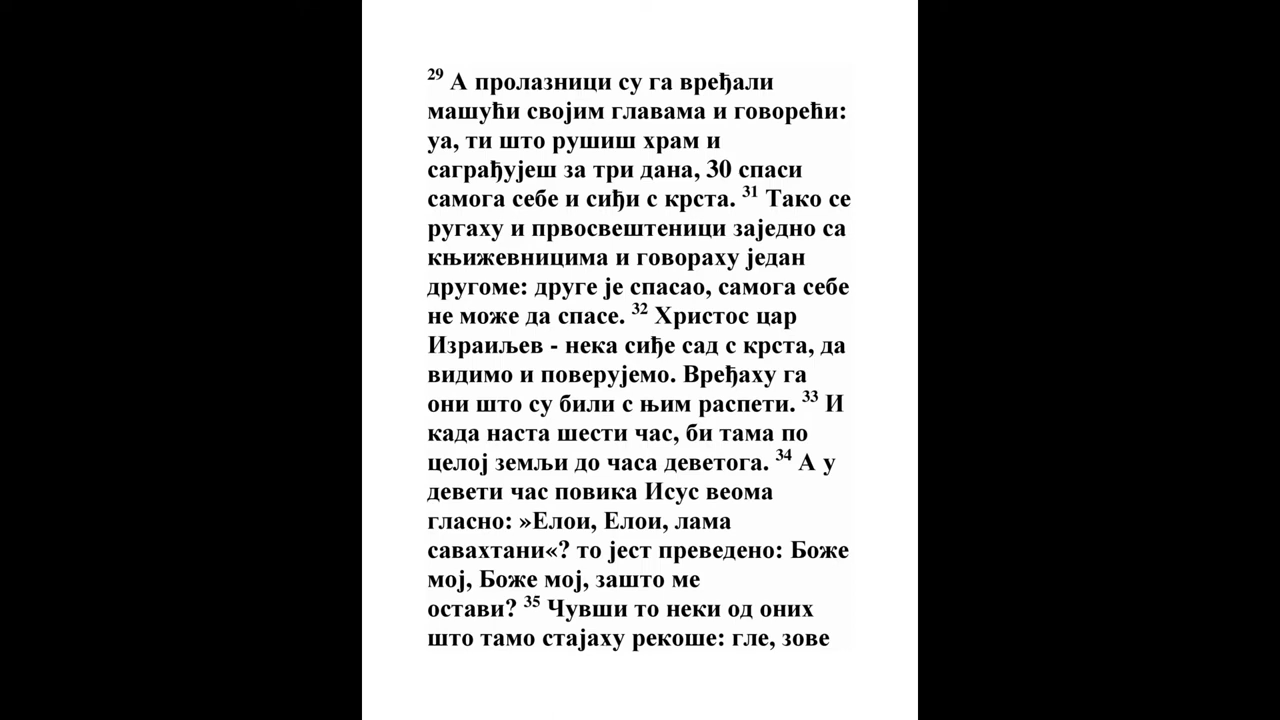 29 А пролазници су га вређали
машући својим главама и говорећи:
уа, ти што рушиш храм и
саграђујеш за три дана, 30 спаси
самога себе и сиђи с крста. 31 Тако се
ругаху и првосвештеници заједно са
књижевницима и говораху један
другоме: друге је спасао, самога себе
не може да спасе. 32 Христос цар
Израиљев - нека сиђе сад с крста, да
видимо и поверујемо. Вређаху га
они што су били с њим распети. 33 И
када наста шести час, би тама по
целој земљи до часа деветога. 34 А у
девети час повика Исус веома
гласно: »Елои, Елои, лама
савахтани«? то јест преведено: Боже
мој, Боже мој, зашто ме
остави? 35 Чувши то неки од оних
што тамо стајаху рекоше: гле, зове